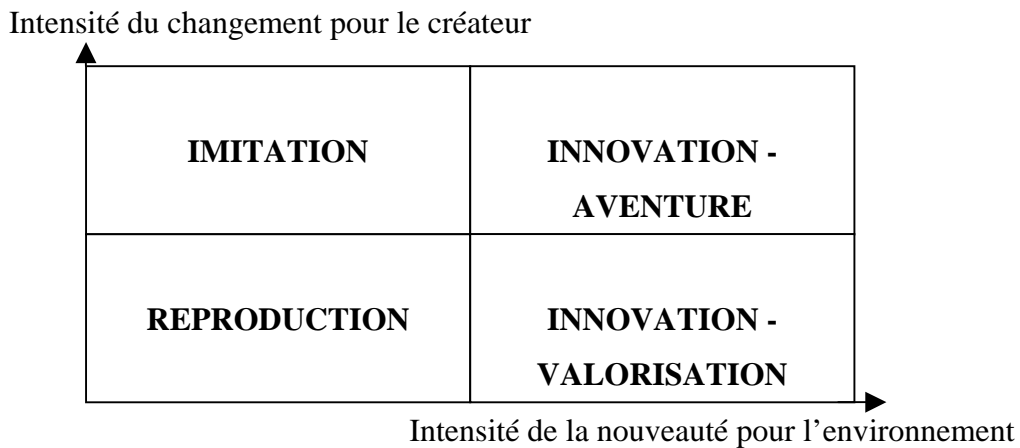 Intensité du changement pour le créateur
IMITATION
INNOVATION -
AVENTURE
REPRODUCTION
INNOVATION -
VALORISATION
Intensité de la nouveauté pour l’environnement